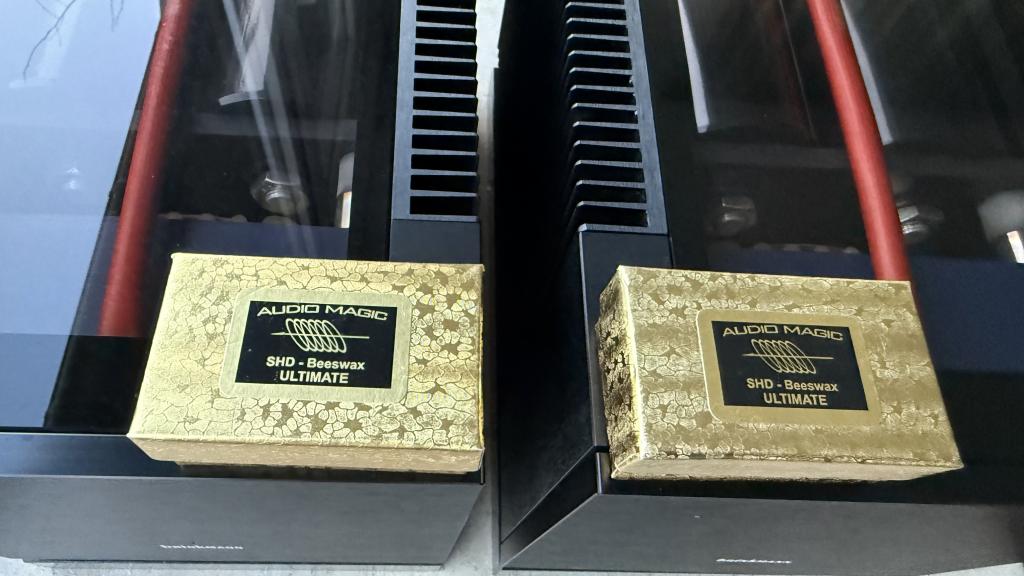 AUDIO MAGIC
SHD - Beeswax
ULTIMATE
AUDIO MAGIC
SHD - Beeswax
ULTIMATE